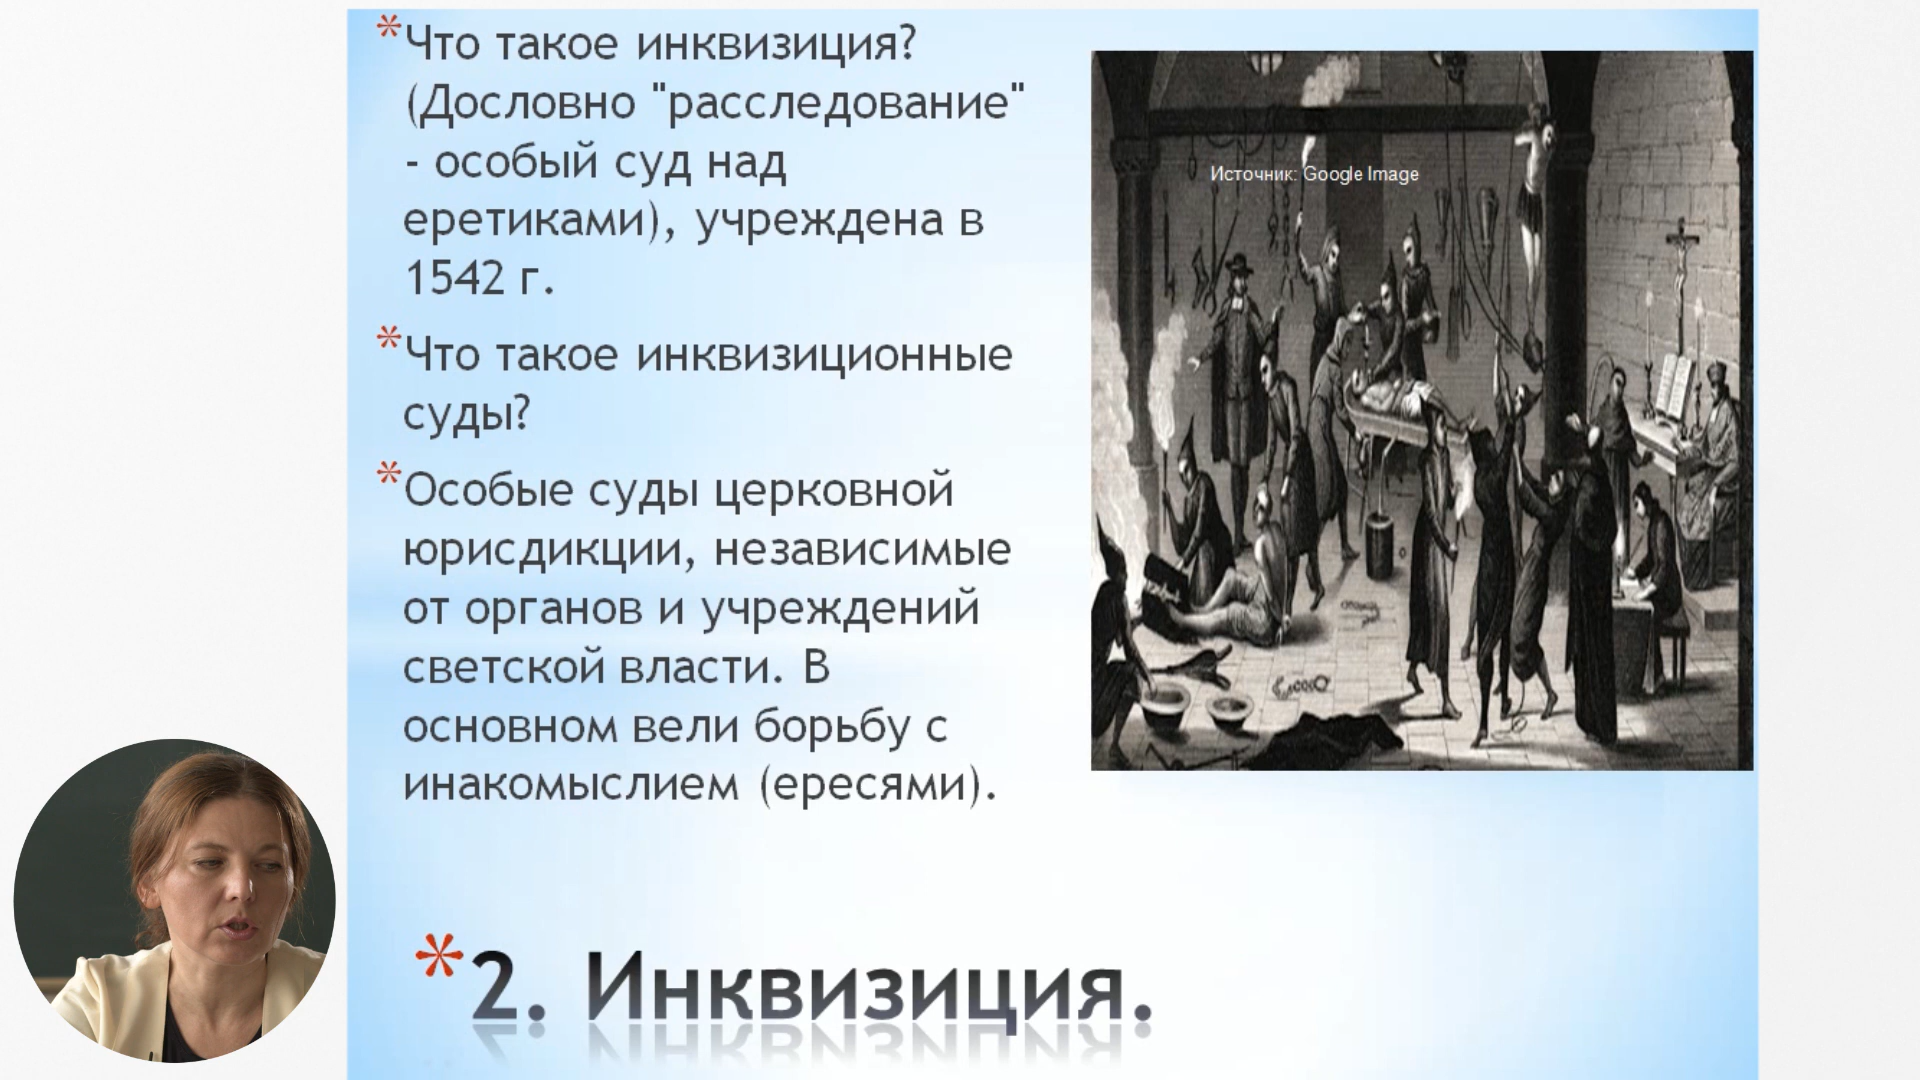 *Что такое инквизиция?
(Дословно "расследование"
- особый суд над
еретиками), учреждена в
1542 г.
*Что такое инквизиционные
суды?
*Особые суды церковной
юрисдикции, независимые
от органов и учреждений
светской власти. В
основном вели борьбу с
инакомыслием (ересями).
Источник: Google Image
*2. Инквизиция.